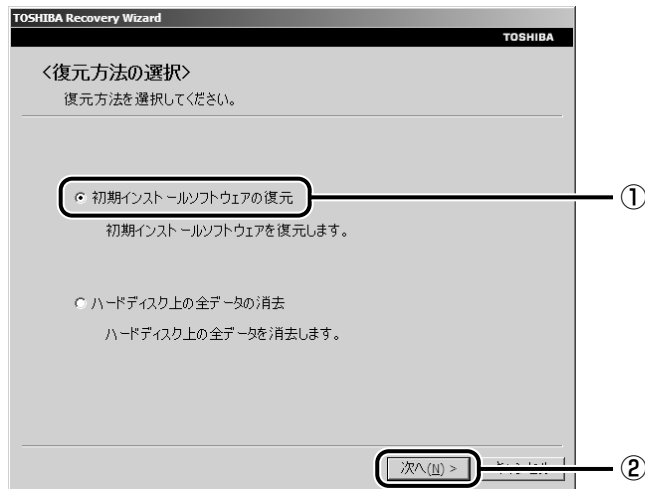 TOSHIBA Recovery Wizard
TOSHIBA
<復元方法の選択>
復元方法を選択してください。
初期インストールソフトウェアの復元
①
初期インストールソフトウェアを復元します。
ハードディスク上の全データの消去
ハードディスク上の全データを消去します。
次へ(N) >
②